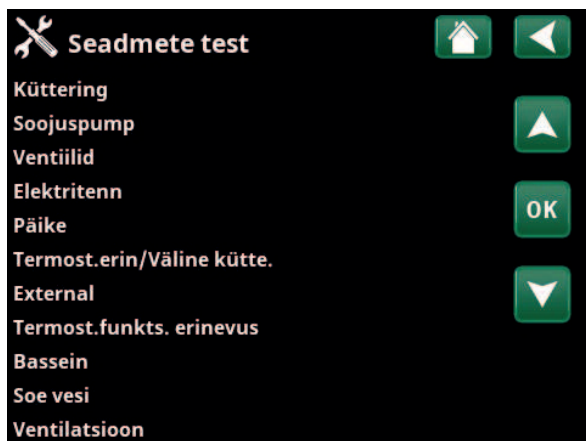 Seadmete test
Küttering
Soojuspump
Ventiilid
Elektritenn
OK
Päike
Termost.erin/Väline kütte.
External
Termost.funkts. erinevus
Bassein
Soe vesi
Ventilatsioon